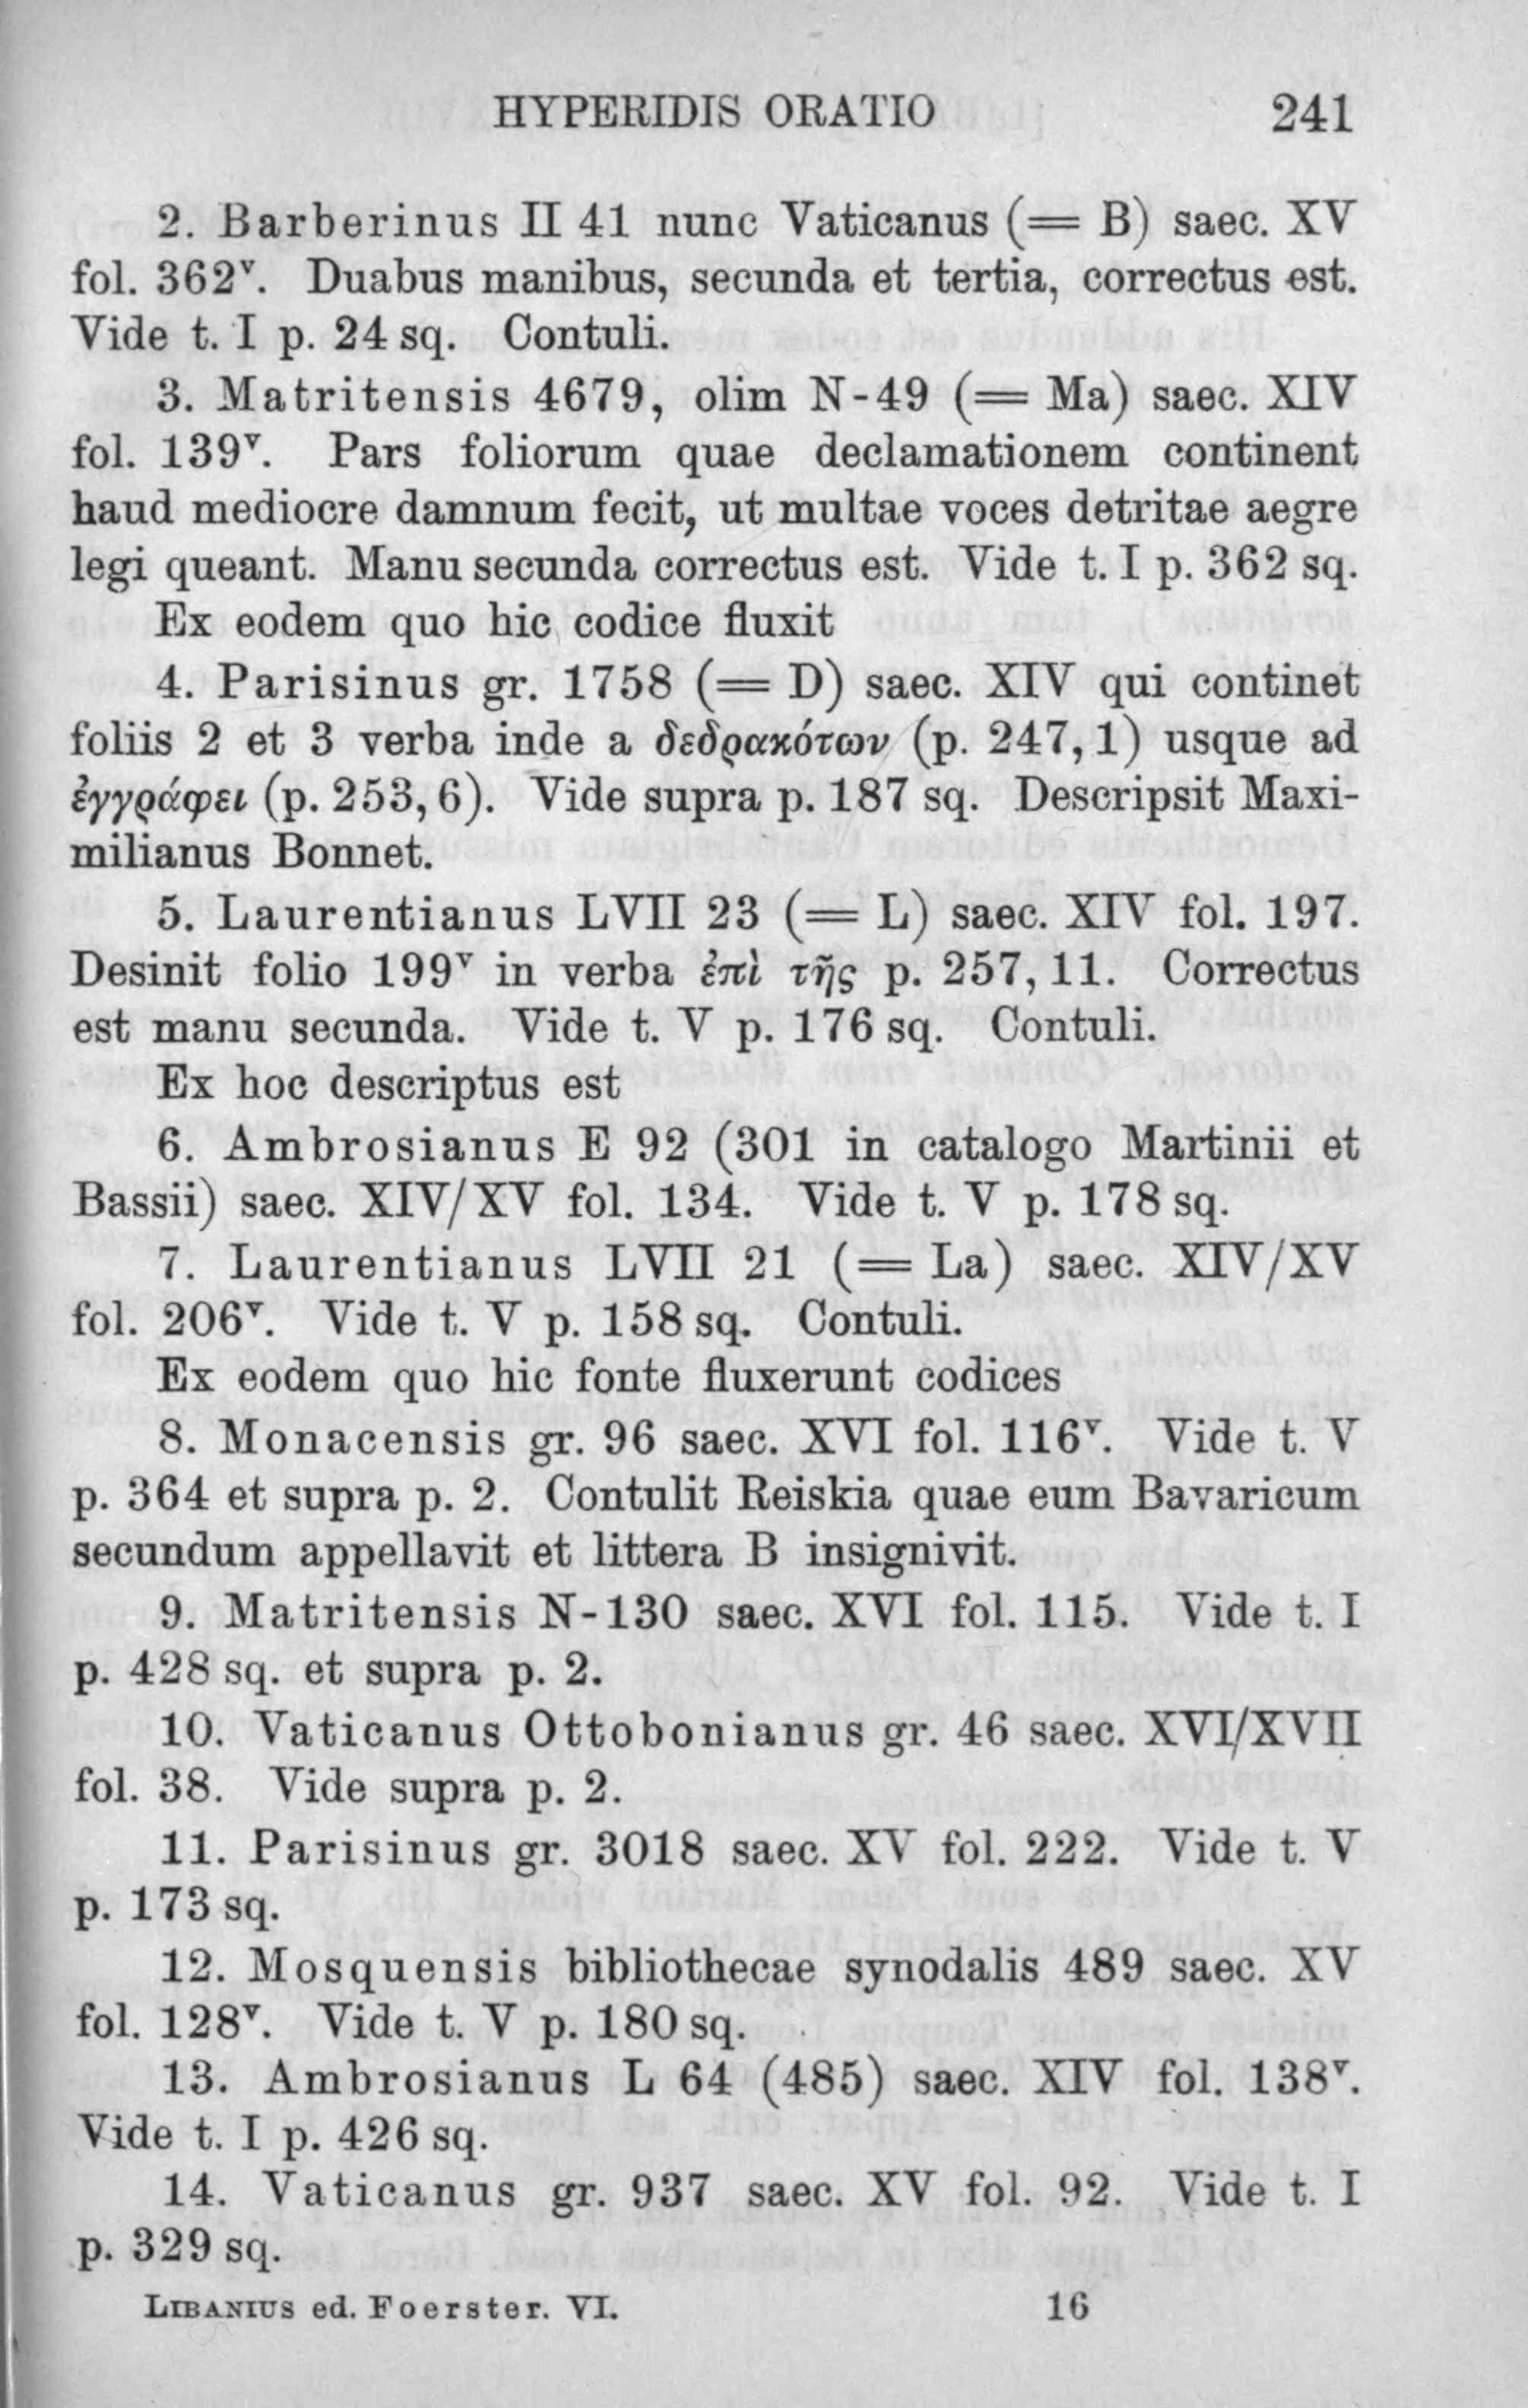 HYPERIDIS ORATIO 241
2. Barberinus II 41 nunc Vaticanus (= B) saec. XV
fol. 362ᵛ. Duabus manibus, secunda et tertia, correctus est.
Vide t. I p. 24 sq. Contuli.
3. Matritensis 4679, olim N-49 (= Ma) saec. XIV
fol. 139ᵛ. Pars foliorum quae declamationem continent
haud mediocre damnum fecit, ut multae voces detritae aegre
legi queant. Manu secunda correctus est. Vide t. I p. 362 sq.
Ex eodem quo hic codice fluxit
4. Parisinus gr. 1758 (= D) saec. XIV qui continet
foliis 2 et 3 verba inde a δεδρακότων (p. 247, 1) usque ad
ἐγγράφει (p. 253, 6). Vide supra p. 187 sq. Descripsit Maxi-
milianus Bonnet.
5. Laurentianus LVII 23 (= L) saec. XIV fol. 197.
Desinit folio 199ᵛ in verba ἐπὶ τῆς p. 257, 11. Correctus
est manu secunda. Vide t. V p. 176 sq. Contuli.
Ex hoc descriptus est
6. Ambrosianus E 92 (301 in catalogo Martinii et
Bassii) saec. XIV/XV fol. 134. Vide t. V p. 178 sq.
7. Laurentianus LVII 21 (= La) saec. XIV/XV
fol. 206ᵛ. Vide t. V p. 158 sq. Contuli.
Ex eodem quo hic fonte fluxerunt codices
8. Monacensis gr. 96 saec. XVI fol. 116ᵛ. Vide t. V
p. 364 et supra p. 2. Contulit Reiskia quae eum Bavaricum
secundum appellavit et littera B insignivit.
9. Matritensis N-130 saec. XVI fol. 115. Vide t. I
p. 428 sq. et supra p. 2.
10. Vaticanus Ottobonianus gr. 46 saec. XVI/XVII
fol. 38. Vide supra p. 2.
11. Parisinus gr. 3018 saec. XV fol. 222. Vide t. V
p. 173 sq.
12. Mosquensis bibliothecae synodalis 489 saec. XV
fol. 128ᵛ. Vide t. V p. 180 sq.
13. Ambrosianus L 64 (485) saec. XIV fol. 138ᵛ.
Vide t. I p. 426 sq.
14. Vaticanus gr. 937 saec. XV fol. 92. Vide t. I
p. 329 sq.
LIBANIUS ed. Foerster. VI. 16